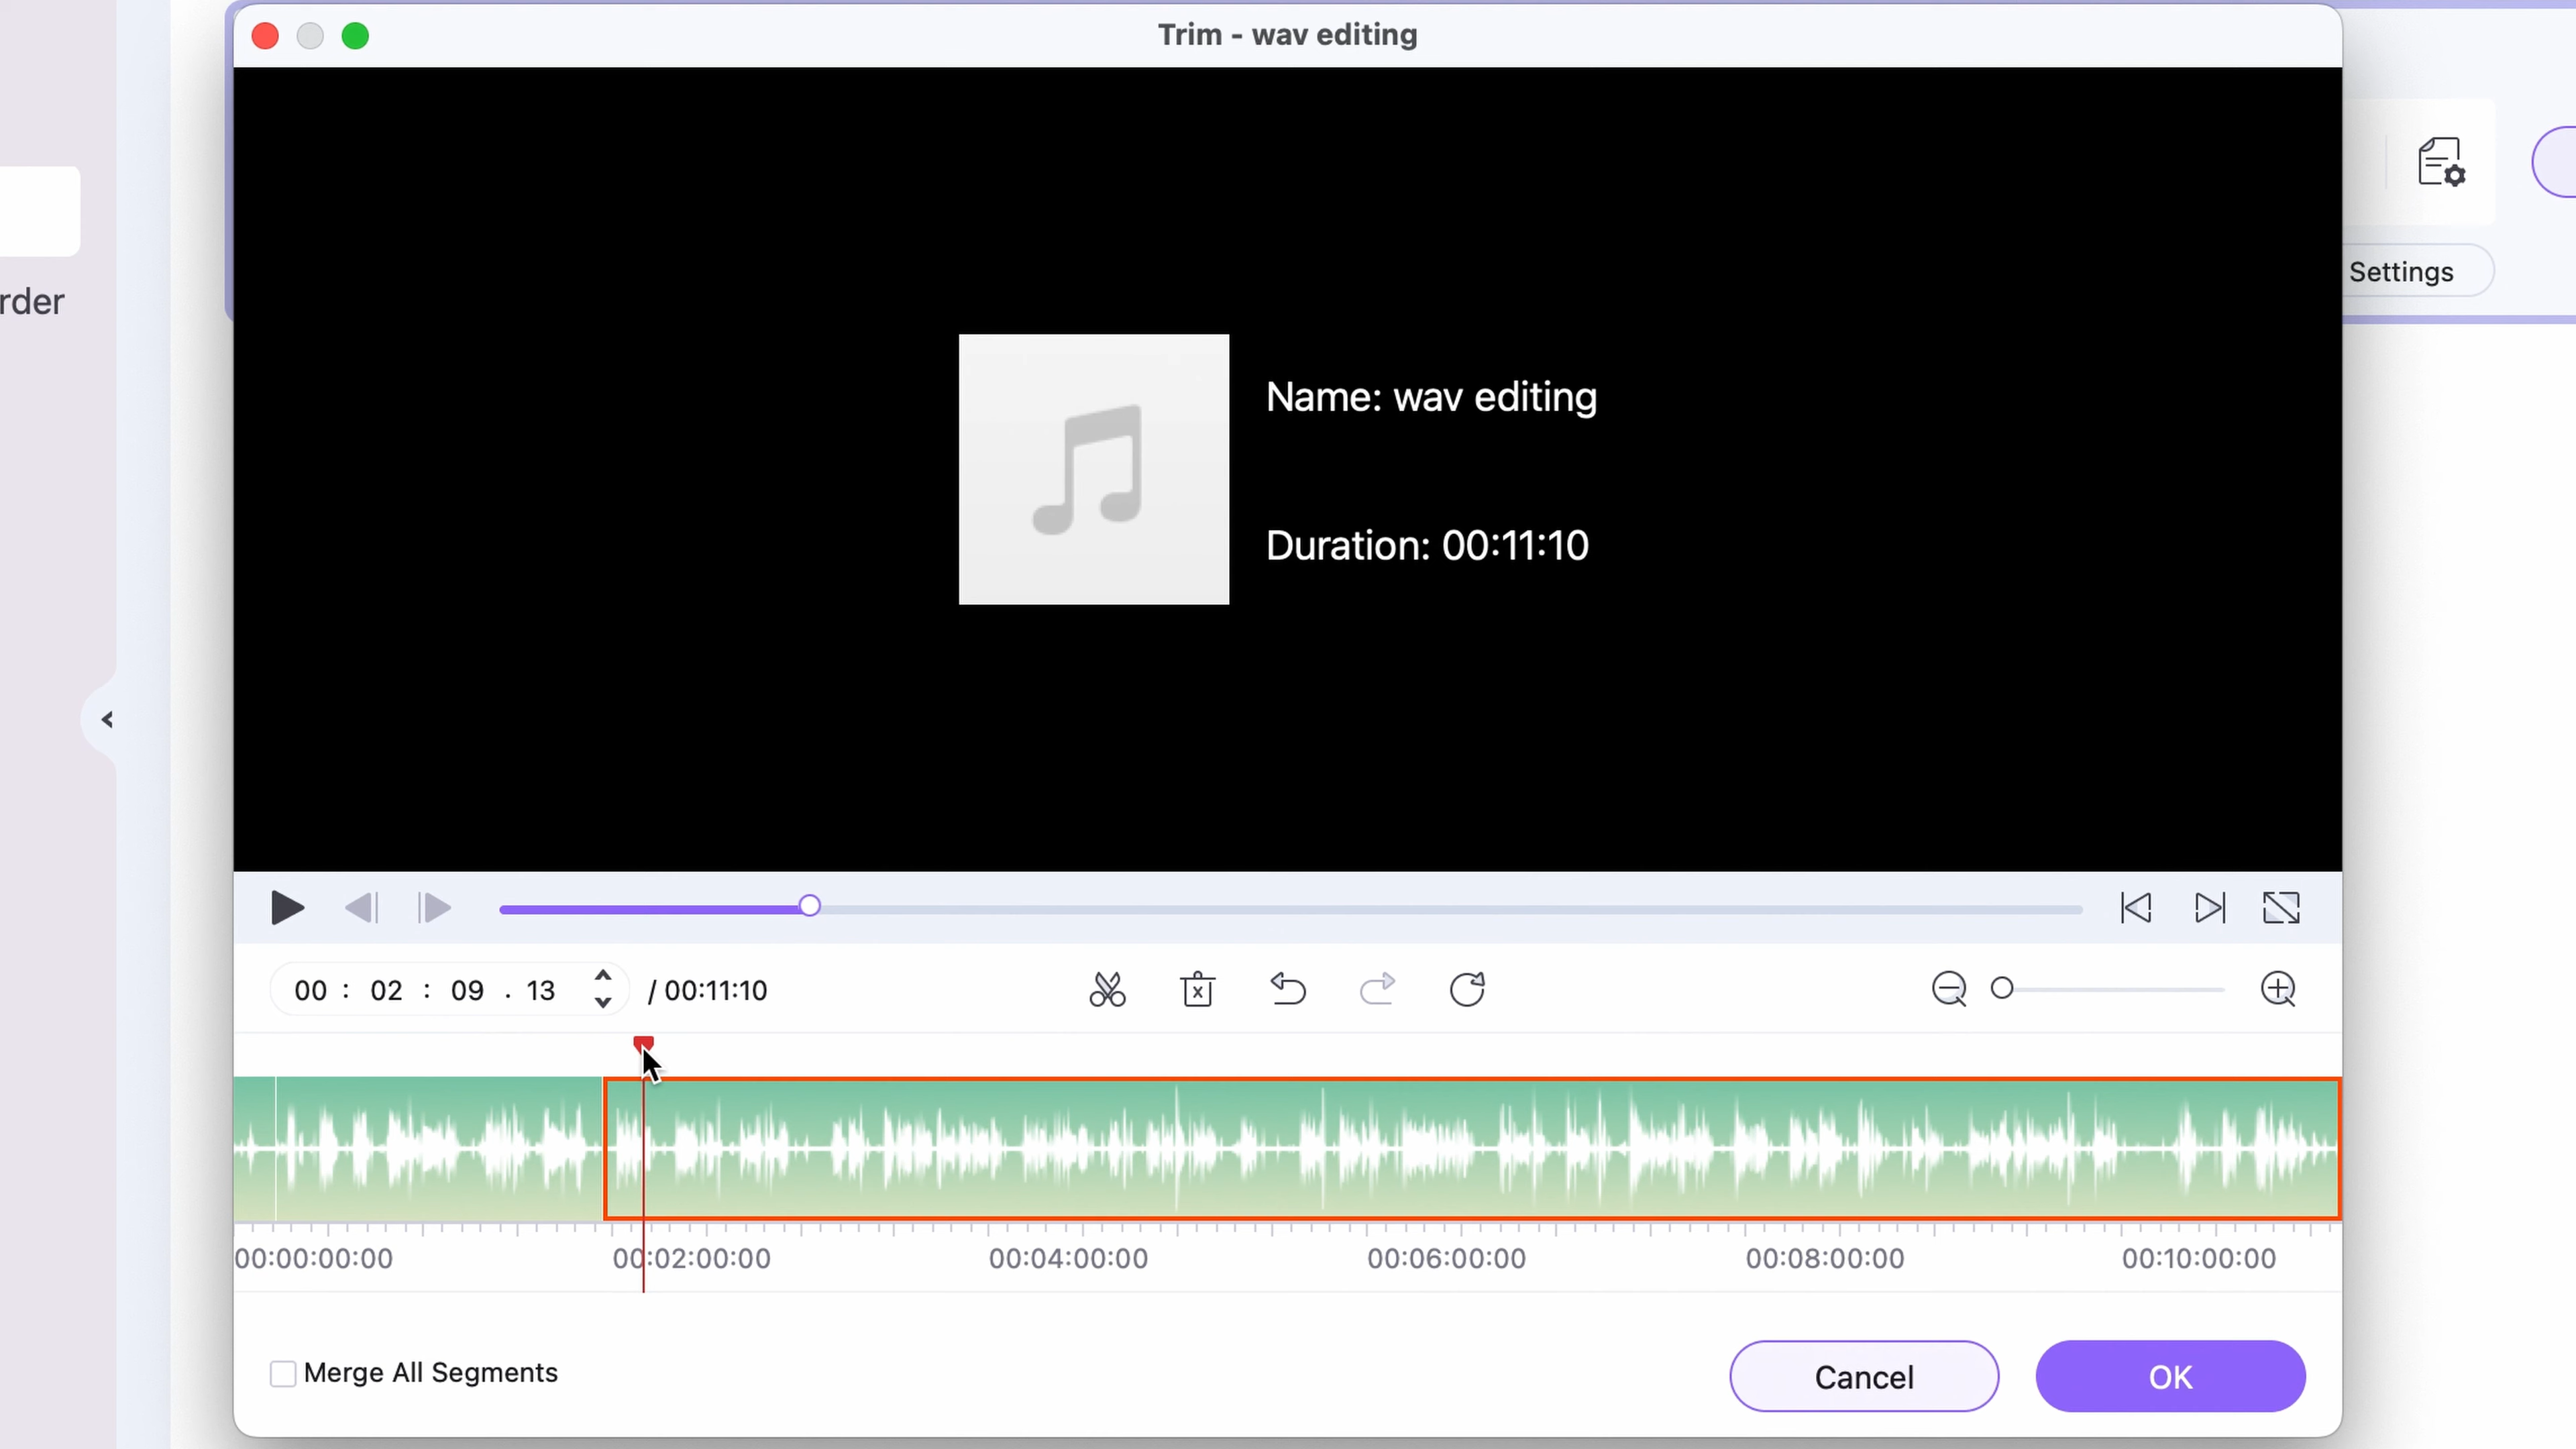 Trim - wav editing
Settings
rder
Name: wav editing
Duration: 00:11:10
00 : 02 : 09 . 13 / 00:11:10
00:00:00:00 00:02:00:00 00:04:00:00 00:06:00:00 00:08:00:00 00:10:00:00
Merge All Segments
Cancel
OK